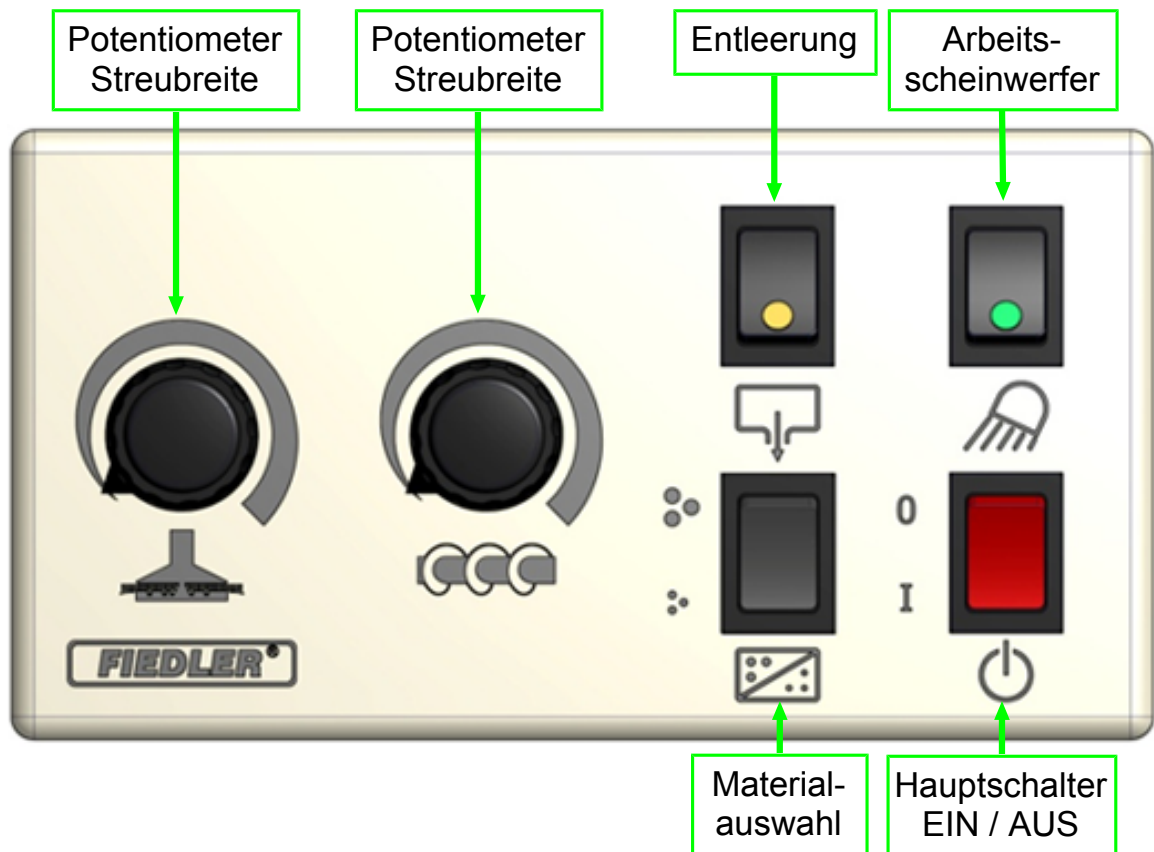 Potentiometer
Streubreite
Potentiometer
Streubreite
Entleerung
Arbeits-
scheinwerfer
0
I
FIEDLER®
Material-
auswahl
Hauptschalter
EIN / AUS